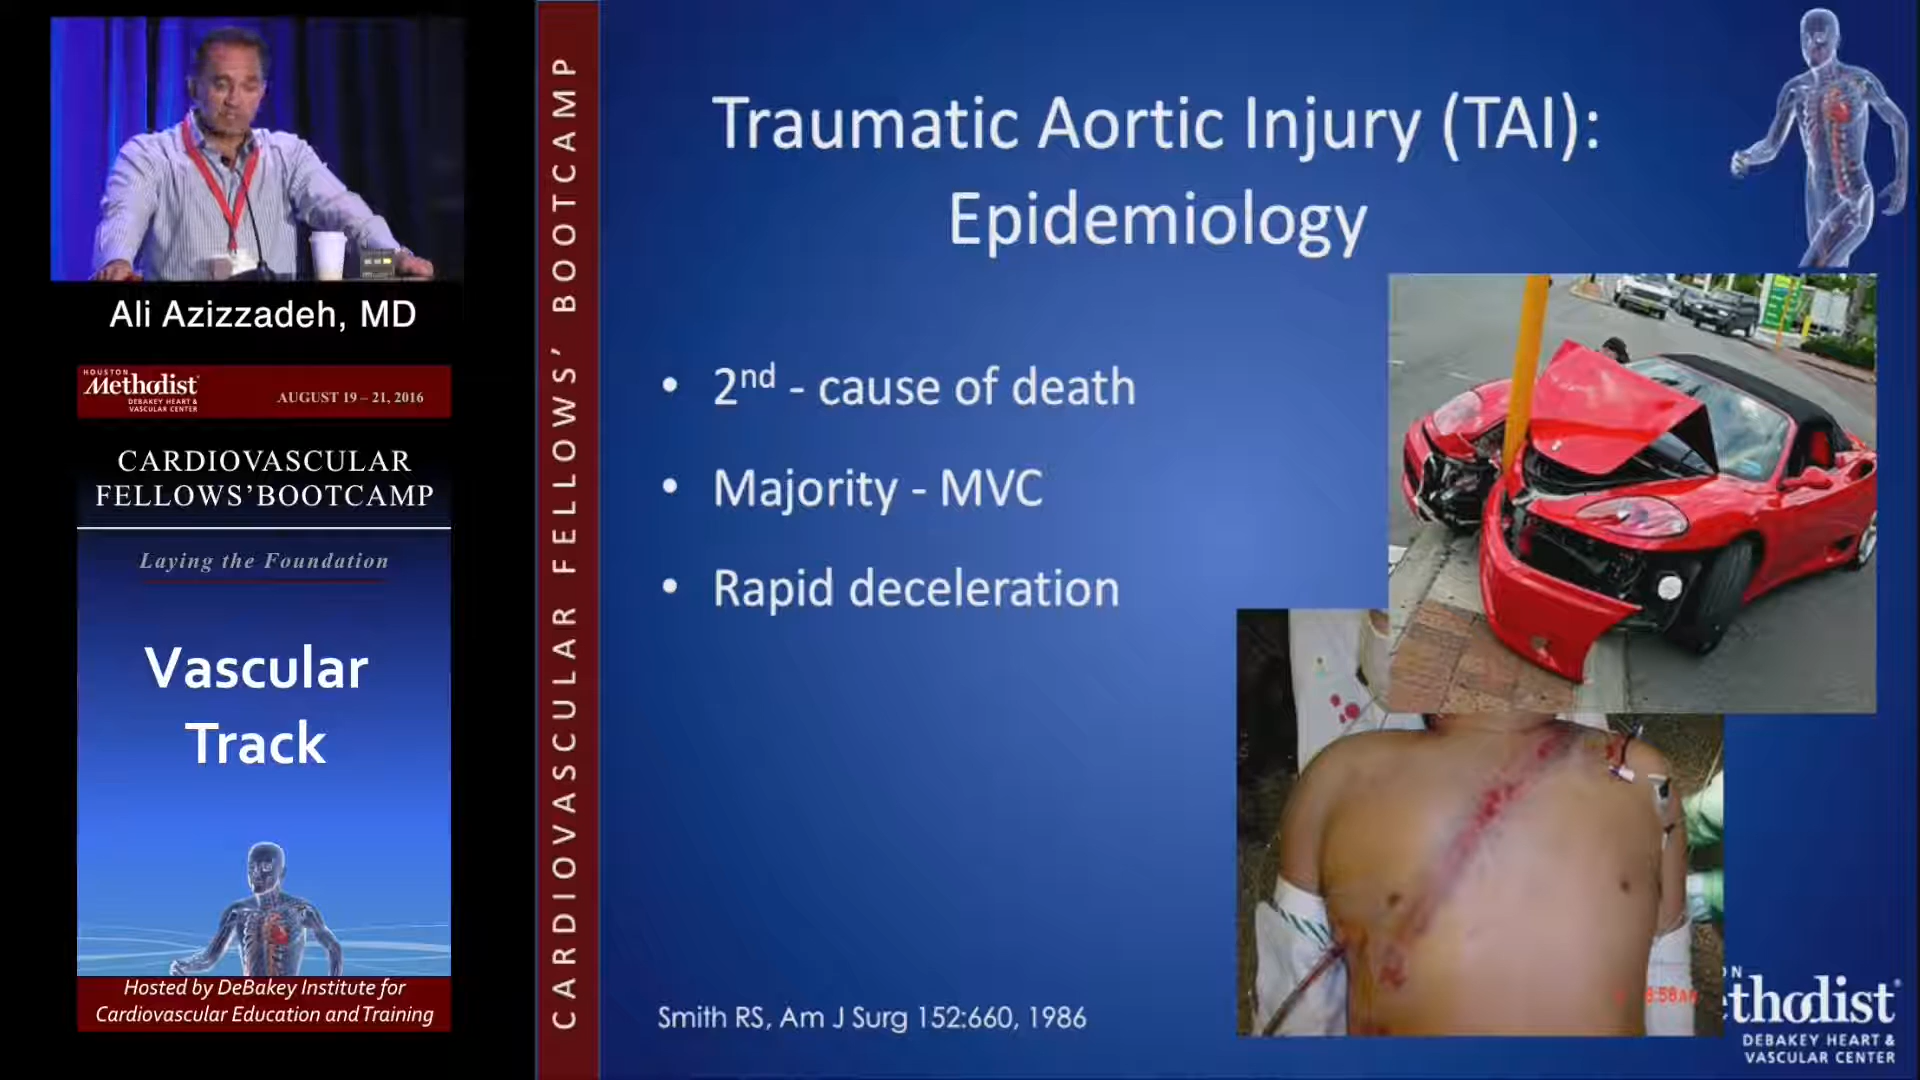 Ali Azizzadeh, MD
HOUSTON
Methodist
DEBAKEY HEART &
VASCULAR CENTER
AUGUST 19 – 21, 2016
CARDIOVASCULAR
FELLOWS'BOOTCAMP
Laying the Foundation
Vascular
Track
Hosted by DeBakey Institute for
Cardiovascular Education and Training
CARDIOVASCULAR FELLOWS' BOOTCAMP
Traumatic Aortic Injury (TAI):
Epidemiology
• 2nd - cause of death
• Majority - MVC
• Rapid deceleration
Smith RS, Am J Surg 152:660, 1986
ON
ethodist
DEBAKEY HEART &
VASCULAR CENTER